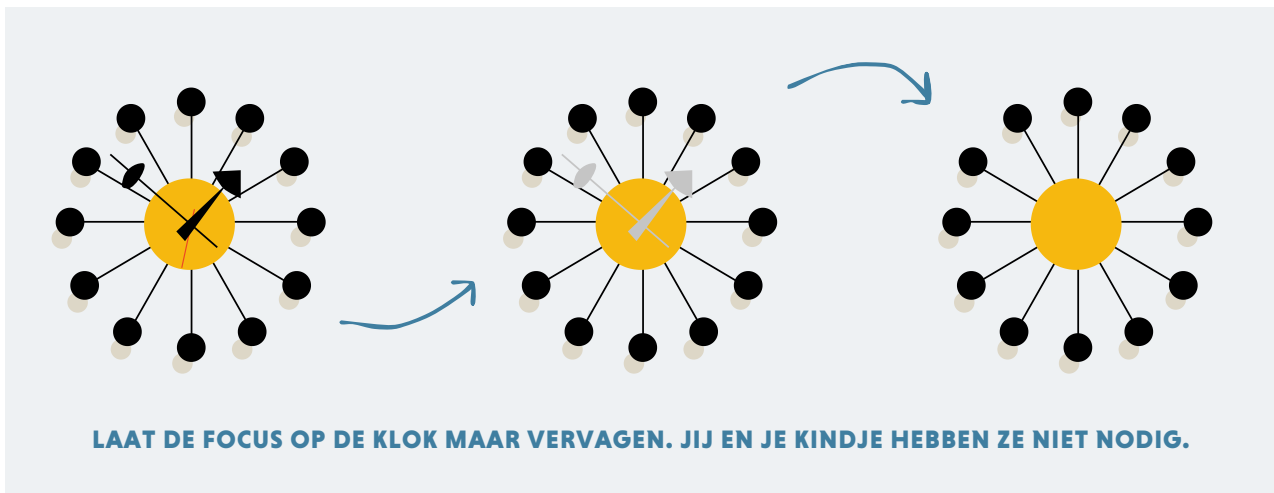 LAAT DE FOCUS OP DE KLOK MAAR VERVAGEN. JIJ EN JE KINDJE HEBBEN ZE NIET NODIG.